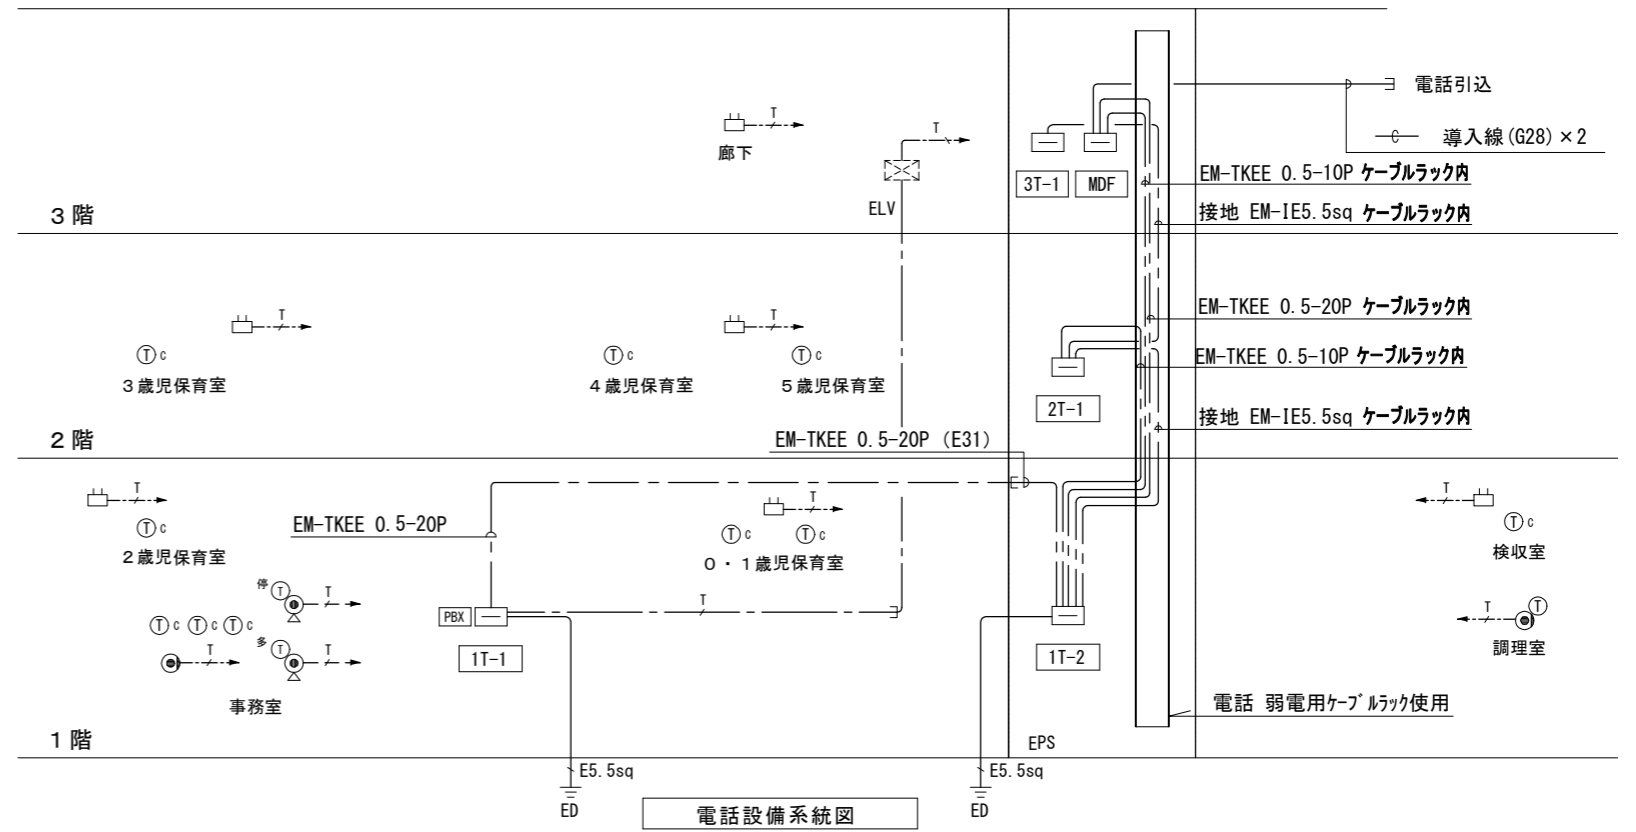 電話引込
導入線(G28)×2
T
廊下
T
ELV
3T-1
MDF
EM-TKEE 0.5-10P ケーブルラック内
接地 EM-IE5.5sq ケーブルラック内
3階
T
T
T c
3歳児保育室
T c
4歳児保育室
T c
5歳児保育室
EM-TKEE 0.5-20P ケーブルラック内
EM-TKEE 0.5-10P ケーブルラック内
2T-1
接地 EM-IE5.5sq ケーブルラック内
2階
EM-TKEE 0.5-20P (E31)
T
T c
2歳児保育室
EM-TKEE 0.5-20P
T
T c
T c
0・1歳児保育室
T
T c
検収室
停 T
T
T c T c T c
T
多 T
T
事務室
PBX
1T-1
T
1T-2
T
T
調理室
電話 弱電用ケーブルラック使用
1階
EPS
E5.5sq
ED
E5.5sq
ED
電話設備系統図